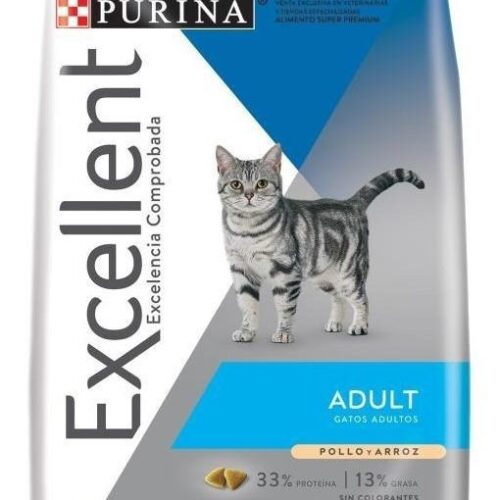 PURINA
VENTA EXCLUSIVA EN VETERINARIAS
Y TIENDAS ESPECIALIZADAS
ALIMENTO SUPER PREMIUM
Excellent
Excelencia Comprobada
ADULT
GATOS ADULTOS
POLLO Y ARROZ
33% PROTEÍNA | 13% GRASA
SIN COLORANTES